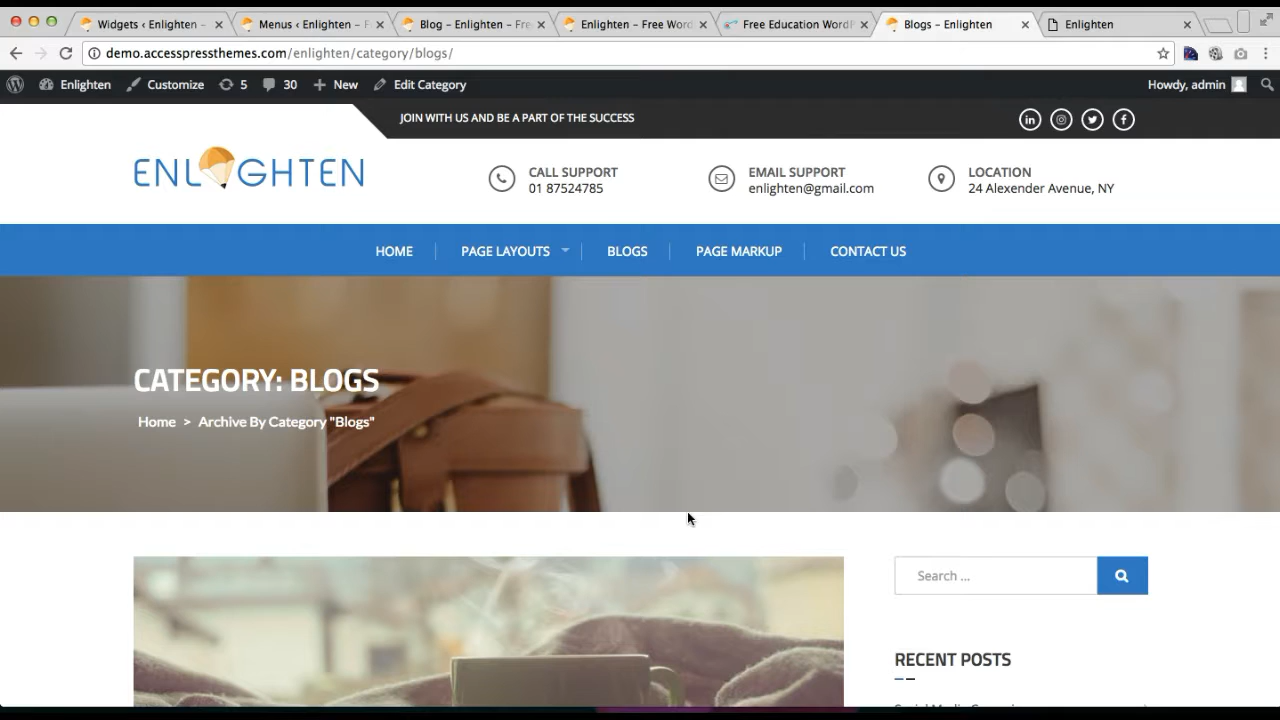 Widgets ‹ Enlighten –
Menus ‹ Enlighten – F
Blog – Enlighten – Fre
Enlighten – Free Word
Free Education WordP
Blogs – Enlighten
Enlighten
demo.accesspressthemes.com/enlighten/category/blogs/
Enlighten
Customize
5
30
New
Edit Category
Howdy, admin
JOIN WITH US AND BE A PART OF THE SUCCESS
ENLIGHTEN
CALL SUPPORT
01 87524785
EMAIL SUPPORT
enlighten@gmail.com
LOCATION
24 Alexender Avenue, NY
HOME
PAGE LAYOUTS
BLOGS
PAGE MARKUP
CONTACT US
CATEGORY: BLOGS
Home > Archive By Category "Blogs"
Search ...
RECENT POSTS